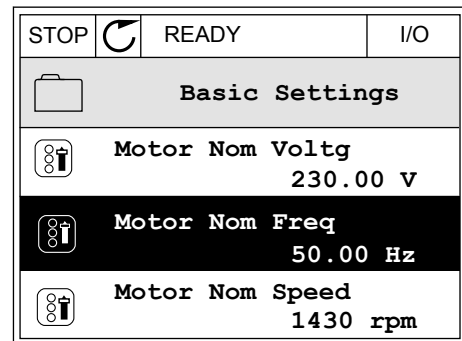 STOP READY I/O
Basic Settings
Motor Nom Voltg
230.00 V
Motor Nom Freq
50.00 Hz
Motor Nom Speed
1430 rpm